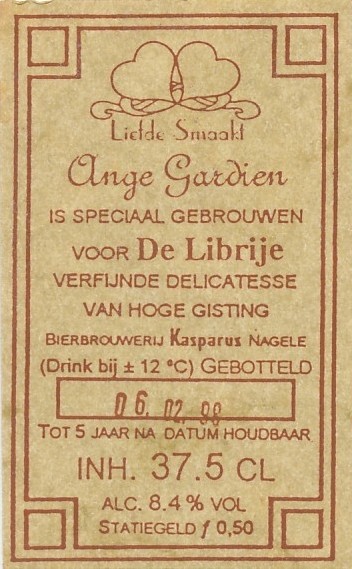 Liefde Smaakt
Ange Gardien
IS SPECIAAL GEBROUWEN
VOOR De Librije
VERFIJNDE DELICATESSE
VAN HOGE GISTING
BIERBROUWERIJ Kasparus NAGELE
(Drink bij ± 12 °C) GEBOTTELD
06. 02. 98
TOT 5 JAAR NA DATUM HOUDBAAR
INH. 37.5 CL
ALC. 8.4 % VOL
STATIEGELD ƒ 0,50